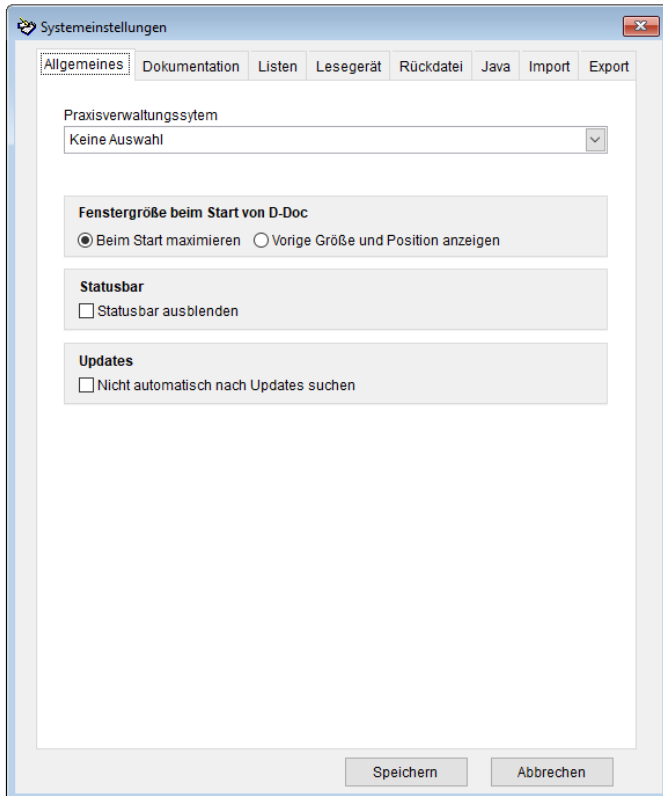 Systemeinstellungen
Allgemeines Dokumentation Listen Lesegerät Rückdatei Java Import Export
Praxisverwaltungssytem
Keine Auswahl
Fenstergröße beim Start von D-Doc
Beim Start maximieren Vorige Größe und Position anzeigen
Statusbar
Statusbar ausblenden
Updates
Nicht automatisch nach Updates suchen
Speichern Abbrechen